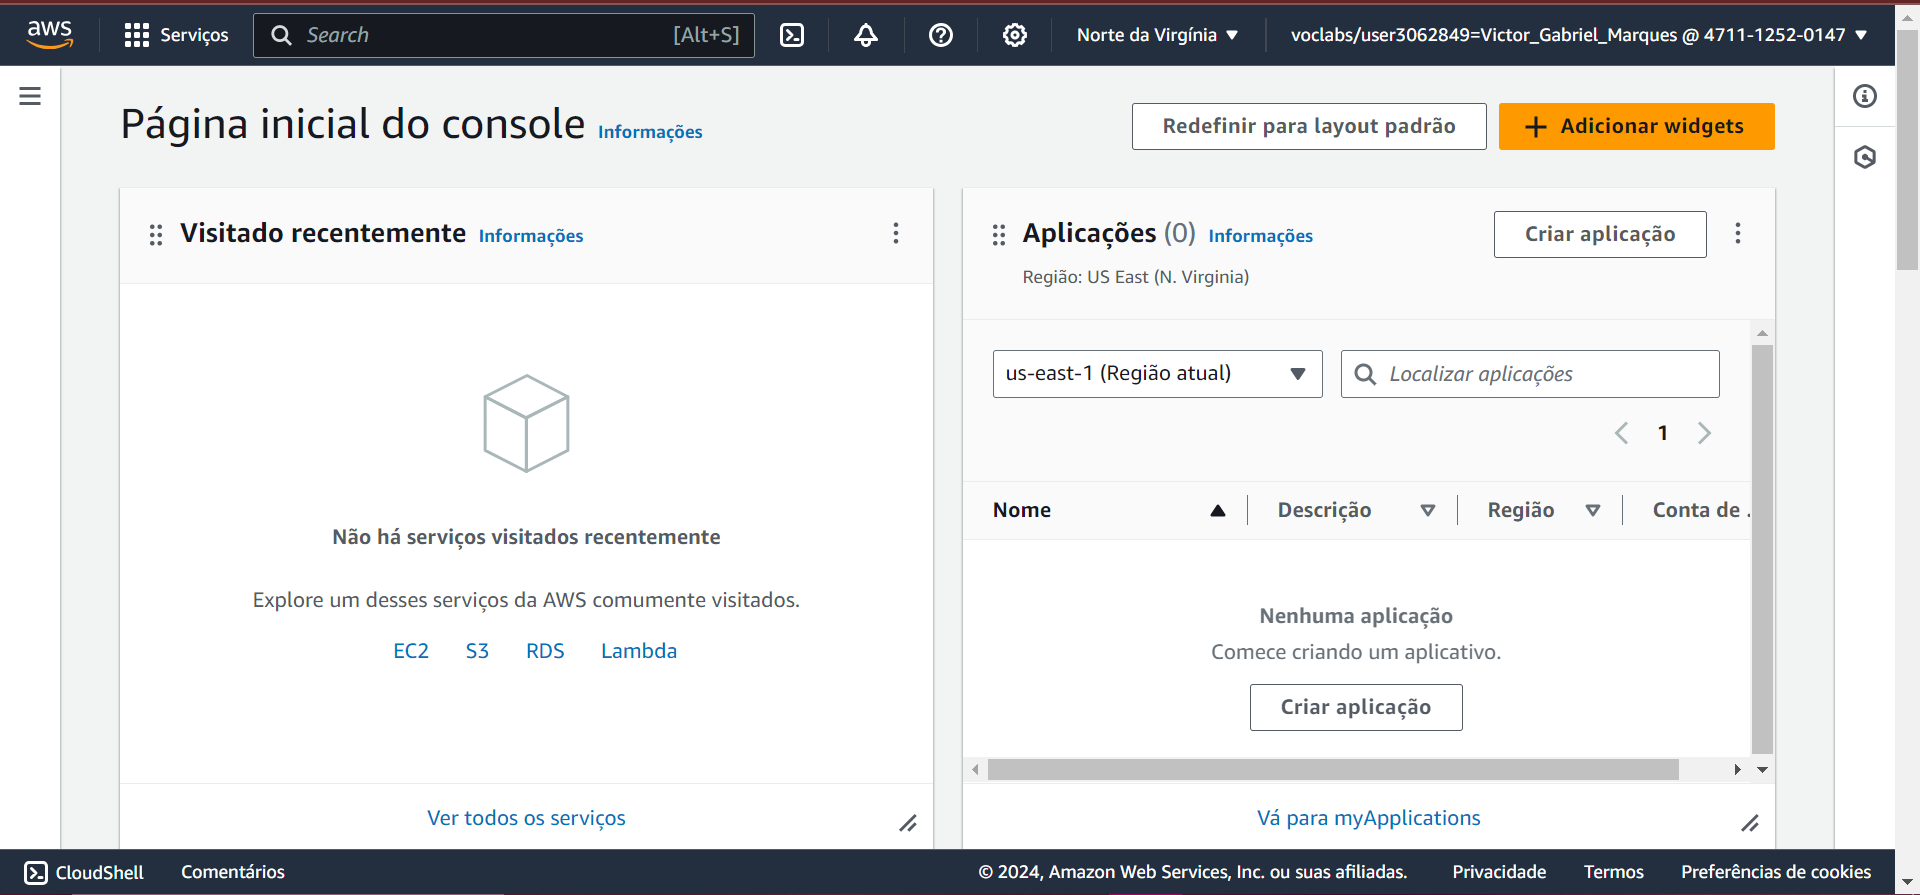 aws
Serviços
Search [Alt+S]
Norte da Virgínia
voclabs/user3062849=Victor_Gabriel_Marques @ 4711-1252-0147
Página inicial do console Informações
Redefinir para layout padrão
Adicionar widgets
Visitado recentemente Informações
Não há serviços visitados recentemente
Explore um desses serviços da AWS comumente visitados.
EC2 S3 RDS Lambda
Ver todos os serviços
Aplicações (0) Informações
Criar aplicação
Região: US East (N. Virginia)
us-east-1 (Região atual)
Localizar aplicações
1
Nome Descrição Região Conta de .
Nenhuma aplicação
Comece criando um aplicativo.
Criar aplicação
Vá para myApplications
CloudShell Comentários © 2024, Amazon Web Services, Inc. ou suas afiliadas. Privacidade Termos Preferências de cookies